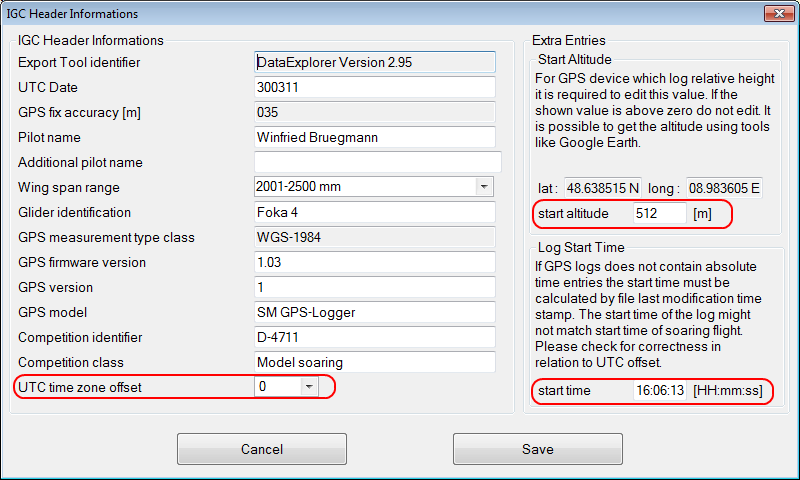 IGC Header Informations
IGC Header Informations
Export Tool identifier DataExplorer Version 2.95
UTC Date 300311
GPS fix accuracy [m] 035
Pilot name Winfried Bruegmann
Additional pilot name
Wing span range 2001-2500 mm
Glider identification Foka 4
GPS measurement type class WGS-1984
GPS firmware version 1.03
GPS version 1
GPS model SM GPS-Logger
Competition identifier D-4711
Competition class Model soaring
UTC time zone offset 0
Extra Entries
Start Altitude
For GPS device which log relative height
it is required to edit this value. If the
shown value is above zero do not edit. It
is possible to get the altitude using tools
like Google Earth.
lat : 48.638515 N long : 08.983605 E
start altitude 512 [m]
Log Start Time
If GPS logs does not contain absolute
time entries the start time must be
calculated by file last modification time
stamp. The start time of the log might
not match start time of soaring flight.
Please check for correctness in
relation to UTC offset.
start time 16:06:13 [HH:mm:ss]
Cancel
Save